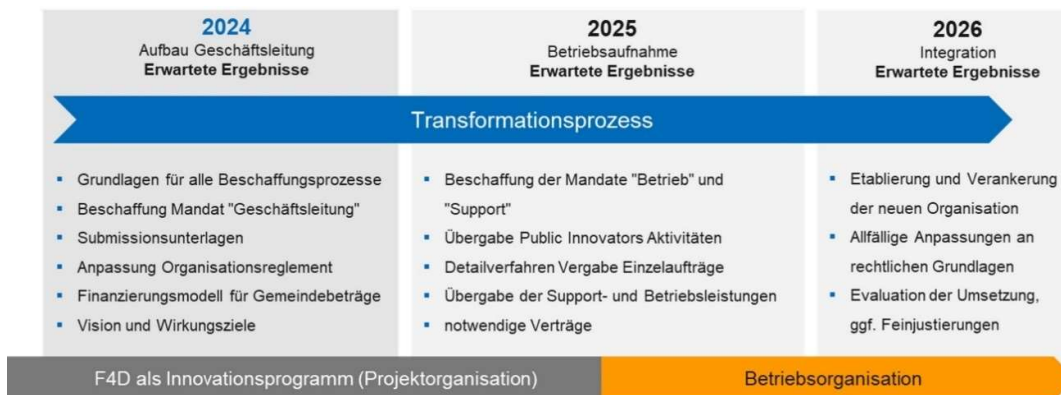 2024
Aufbau Geschäftsleitung
Erwartete Ergebnisse
2025
Betriebsaufnahme
Erwartete Ergebnisse
2026
Integration
Erwartete Ergebnisse
Transformationsprozess
▪ Grundlagen für alle Beschaffungsprozesse
▪ Beschaffung Mandat "Geschäftsleitung"
▪ Submissionsunterlagen
▪ Anpassung Organisationsreglement
▪ Finanzierungsmodell für Gemeindebeträge
▪ Vision und Wirkungsziele
▪ Beschaffung der Mandate "Betrieb" und
"Support"
▪ Übergabe Public Innovators Aktivitäten
▪ Detailverfahren Vergabe Einzelaufträge
▪ Übergabe der Support- und Betriebsleistungen
▪ notwendige Verträge
▪ Etablierung und Verankerung
der neuen Organisation
▪ Allfällige Anpassungen an
rechtlichen Grundlagen
▪ Evaluation der Umsetzung,
ggf. Feinjustierungen
F4D als Innovationsprogramm (Projektorganisation)
Betriebsorganisation